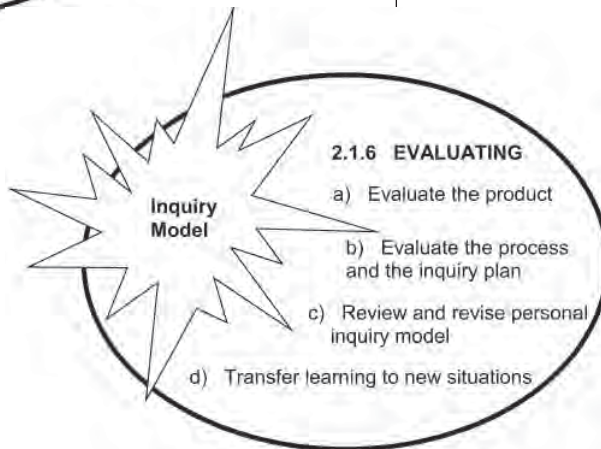 Inquiry
Model
2.1.6 EVALUATING
a) Evaluate the product
b) Evaluate the process
and the inquiry plan
c) Review and revise personal
inquiry model
d) Transfer learning to new situations